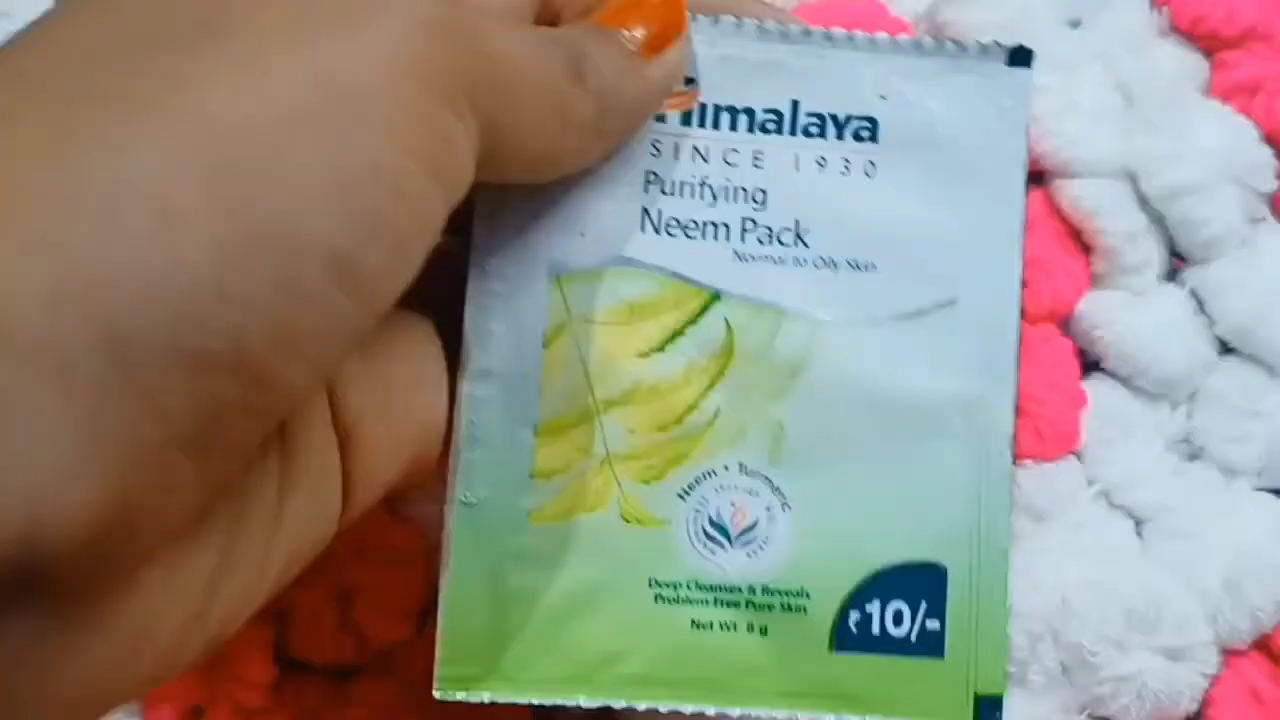 Himalaya
SINCE 1930
Purifying
Neem Pack
Normal to Oily Skin
Neem • Turmeric
Deep Cleanses & Reveals
Problem-Free Pure Skin
Net Wt. 8 g
₹10/-